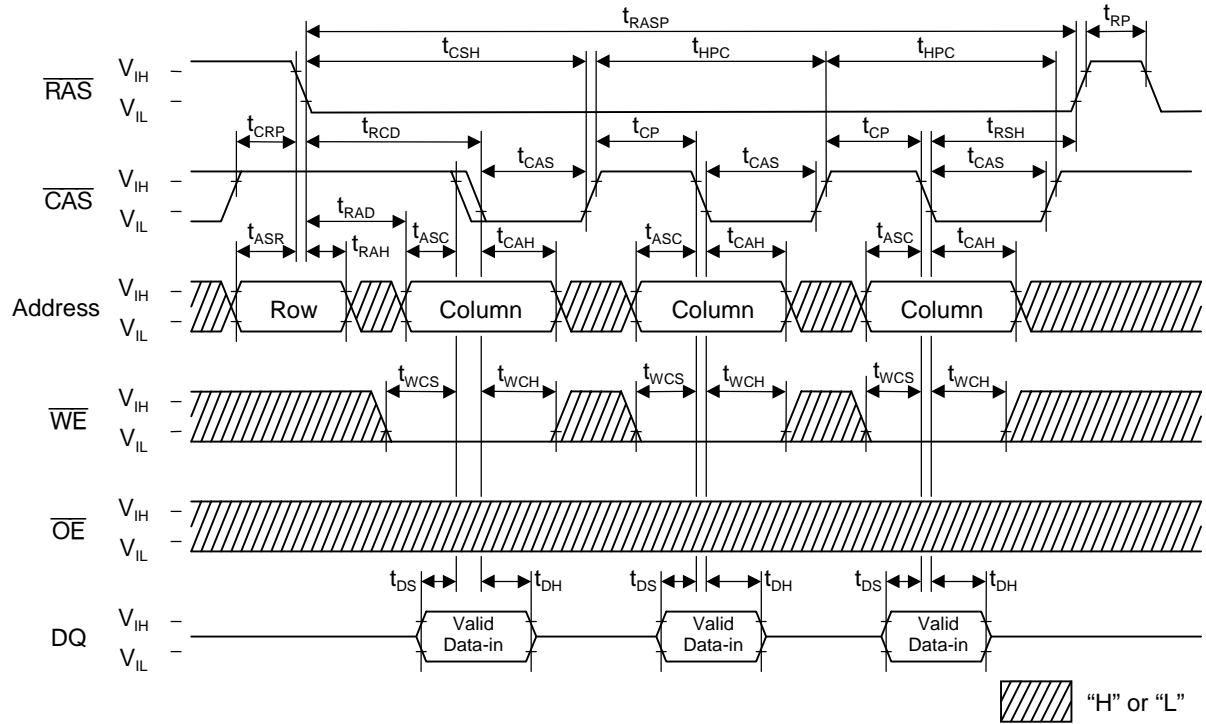 tRASP
tRP
tCSH
tHPC
tHPC
RAS
VIH
VIL
tCRP
tRCD
tCP
tCP
tRSH
tCAS
tCAS
tCAS
CAS
VIH
VIL
tRAD
tASR
tRAH
tASC
tCAH
tASC
tCAH
tASC
tCAH
Address
VIH
VIL
Row
Column
Column
Column
tWCS
tWCH
tWCS
tWCH
tWCS
tWCH
WE
VIH
VIL
OE
VIH
VIL
tDS
tDH
tDS
tDH
tDS
tDH
DQ
VIH
VIL
Valid
Data-in
Valid
Data-in
Valid
Data-in
“H” or “L”